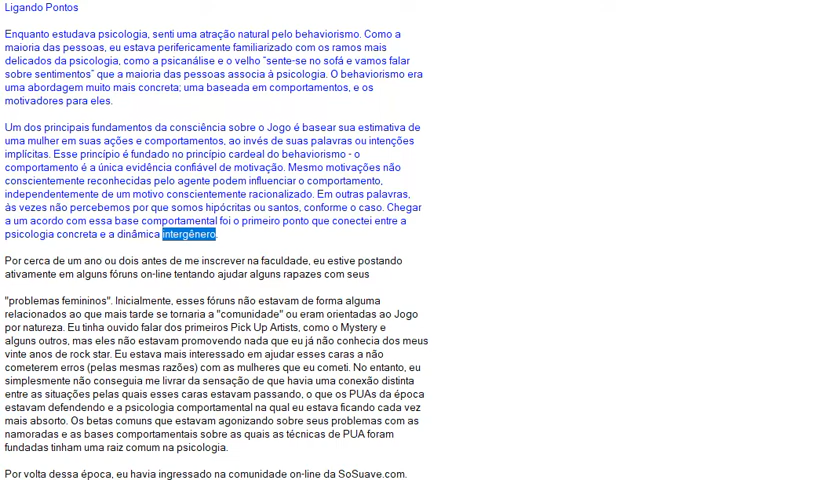 Ligando Pontos
Enquanto estudava psicologia, senti uma atração natural pelo behaviorismo. Como a
maioria das pessoas, eu estava perifericamente familiarizado com os ramos mais
delicados da psicologia, como a psicanálise e o velho "sente-se no sofá e vamos falar
sobre sentimentos" que a maioria das pessoas associa à psicologia. O behaviorismo era
uma abordagem muito mais concreta; uma baseada em comportamentos, e os
motivadores para eles.
Um dos principais fundamentos da consciência sobre o Jogo é basear sua estimativa de
uma mulher em suas ações e comportamentos, ao invés de suas palavras ou intenções
implícitas. Esse princípio é fundado no princípio cardeal do behaviorismo - o
comportamento é a única evidência confiável de motivação. Mesmo motivações não
conscientemente reconhecidas pelo agente podem influenciar o comportamento,
independentemente de um motivo conscientemente racionalizado. Em outras palavras,
às vezes não percebemos por que somos hipócritas ou santos, conforme o caso. Chegar
a um acordo com essa base comportamental foi o primeiro ponto que conectei entre a
psicologia concreta e a dinâmica intergênero.
Por cerca de um ano ou dois antes de me inscrever na faculdade, eu estive postando
ativamente em alguns fóruns on-line tentando ajudar alguns rapazes com seus
"problemas femininos". Inicialmente, esses fóruns não estavam de forma alguma
relacionados ao que mais tarde se tornaria a "comunidade" ou eram orientadas ao Jogo
por natureza. Eu tinha ouvido falar dos primeiros Pick Up Artists, como o Mystery e
alguns outros, mas eles não estavam promovendo nada que eu já não conhecia dos meus
vinte anos de rock star. Eu estava mais interessado em ajudar esses caras a não
cometerem erros (pelas mesmas razões) com as mulheres que eu cometi. No entanto, eu
simplesmente não conseguia me livrar da sensação de que havia uma conexão distinta
entre as situações pelas quais esses caras estavam passando, o que os PUAs da época
estavam defendendo e a psicologia comportamental na qual eu estava ficando cada vez
mais absorto. Os betas comuns que estavam agonizando sobre seus problemas com as
namoradas e as bases comportamentais sobre as quais as técnicas de PUA foram
fundadas tinham uma raiz comum na psicologia.
Por volta dessa época, eu havia ingressado na comunidade on-line da SoSuave.com.